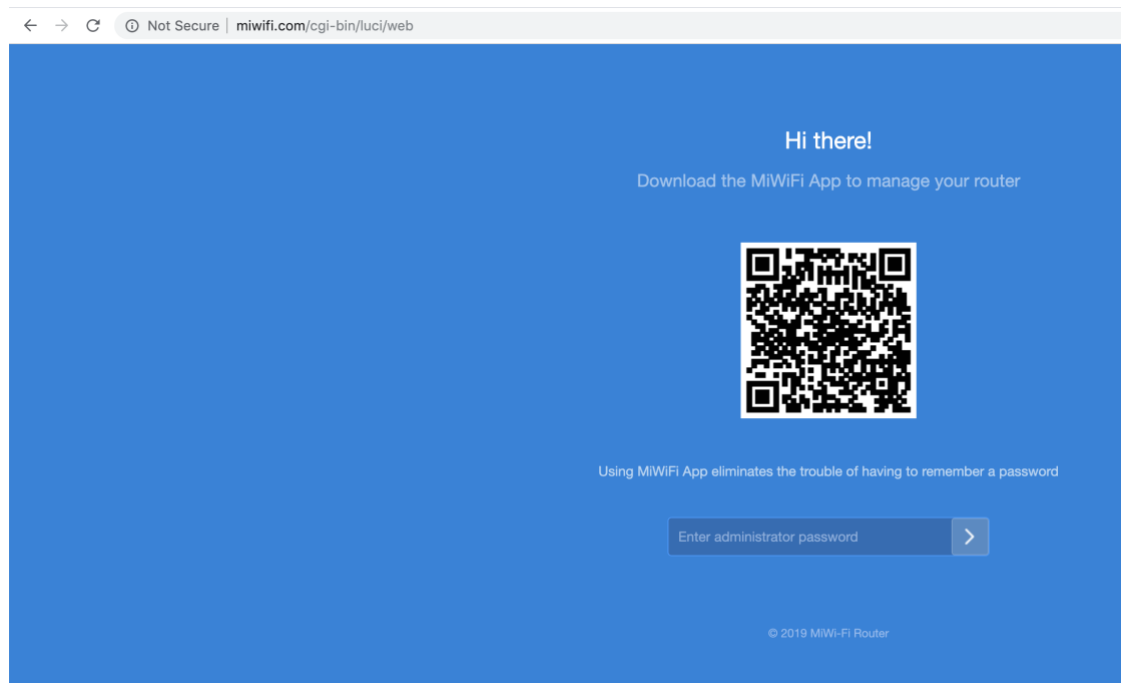 Not Secure | miwifi.com/cgi-bin/luci/web
Hi there!
Download the MiWiFi App to manage your router
Using MiWiFi App eliminates the trouble of having to remember a password
Enter administrator password
© 2019 MiWi-Fi Router